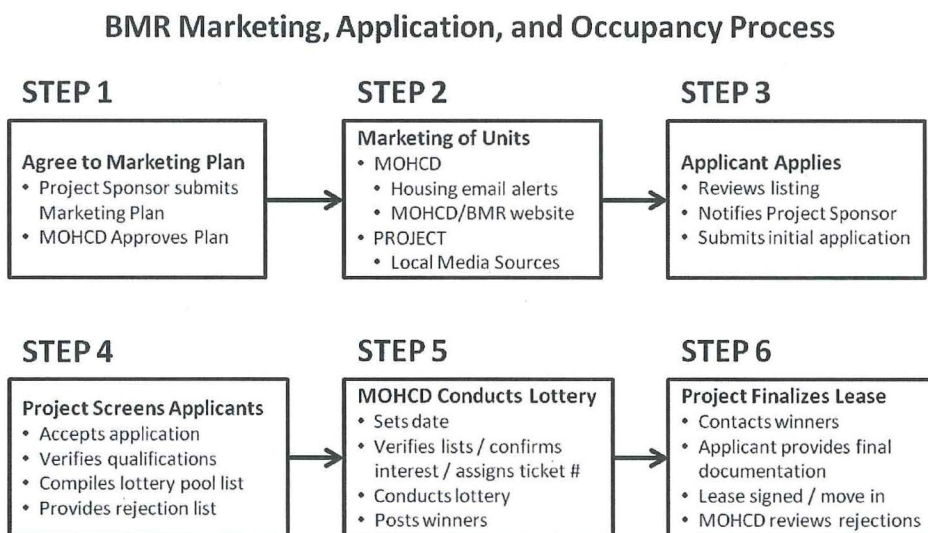 BMR Marketing, Application, and Occupancy Process
STEP 1
Agree to Marketing Plan
• Project Sponsor submits
Marketing Plan
• MOHCD Approves Plan
STEP 2
Marketing of Units
• MOHCD
• Housing email alerts
• MOHCD/BMR website
• PROJECT
• Local Media Sources
STEP 3
Applicant Applies
• Reviews listing
• Notifies Project Sponsor
• Submits initial application
STEP 4
Project Screens Applicants
• Accepts application
• Verifies qualifications
• Compiles lottery pool list
• Provides rejection list
STEP 5
MOHCD Conducts Lottery
• Sets date
• Verifies lists / confirms
interest / assigns ticket #
• Conducts lottery
• Posts winners
STEP 6
Project Finalizes Lease
• Contacts winners
• Applicant provides final
documentation
• Lease signed / move in
• MOHCD reviews rejections